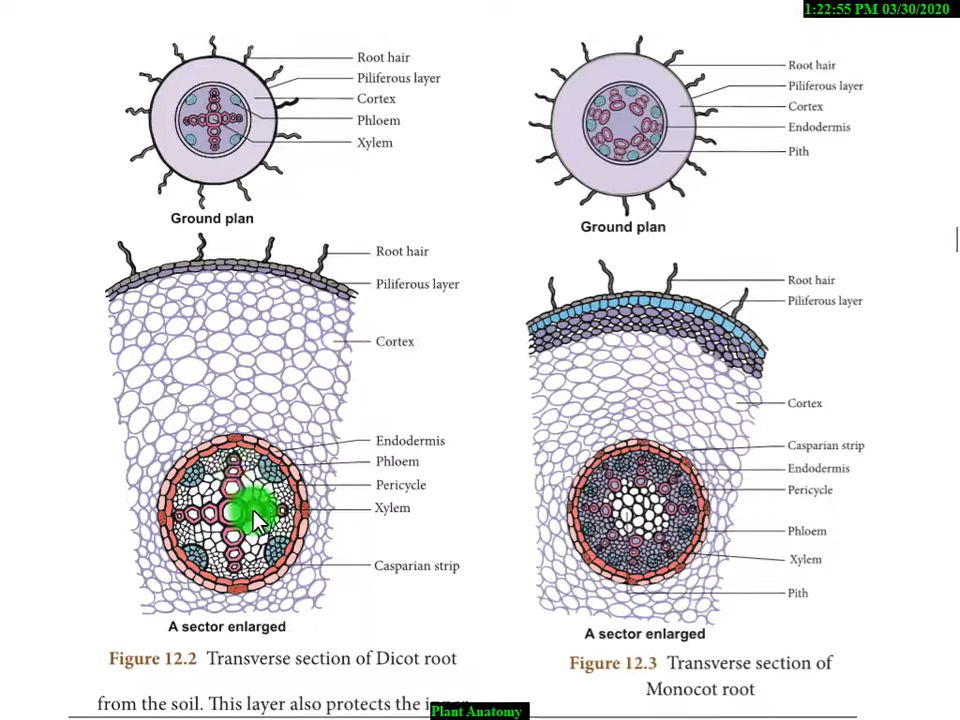 1:22:55 PM 03/30/2020
Root hair
Piliferous layer
Cortex
Phloem
Xylem
Ground plan
Root hair
Piliferous layer
Cortex
Endodermis
Phloem
Pericycle
Xylem
Casparian strip
A sector enlarged
Figure 12.2 Transverse section of Dicot root
from the soil. This layer also protects the
Root hair
Piliferous layer
Cortex
Endodermis
Pith
Ground plan
Root hair
Piliferous layer
Cortex
Casparian strip
Endodermis
Pericycle
Phloem
Xylem
Pith
A sector enlarged
Figure 12.3 Transverse section of
Monocot root
Plant Anatomy